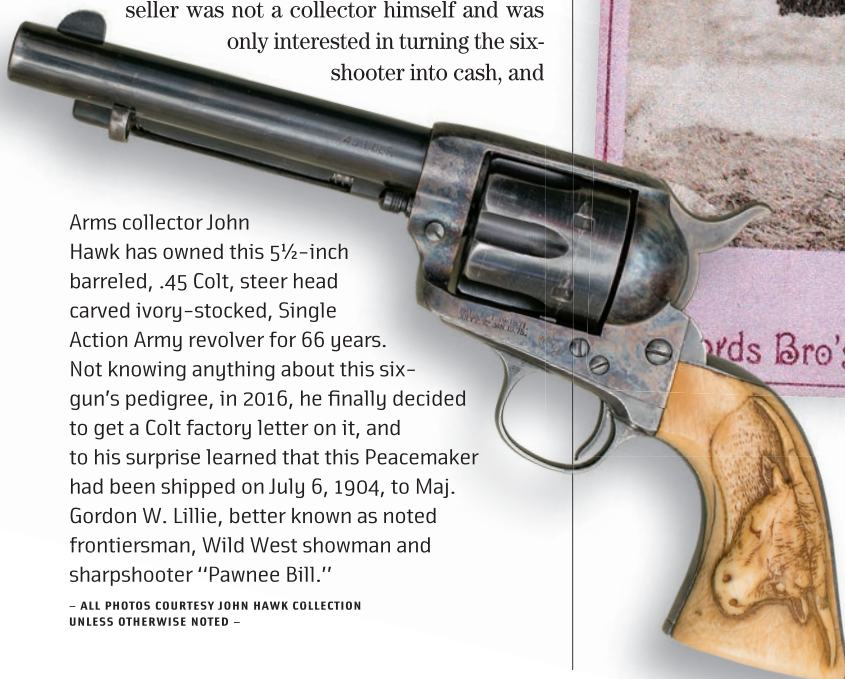 seller was not a collector himself and was
only interested in turning the six-
shooter into cash, and
Arms collector John
Hawk has owned this 5½-inch
barreled, .45 Colt, steer head
carved ivory-stocked, Single
Action Army revolver for 66 years.
Not knowing anything about this six-
gun’s pedigree, in 2016, he finally decided
to get a Colt factory letter on it, and
to his surprise learned that this Peacemaker
had been shipped on July 6, 1904, to Maj.
Gordon W. Lillie, better known as noted
frontiersman, Wild West showman and
sharpshooter “Pawnee Bill.”
– ALL PHOTOS COURTESY JOHN HAWK COLLECTION
UNLESS OTHERWISE NOTED –
Bro's